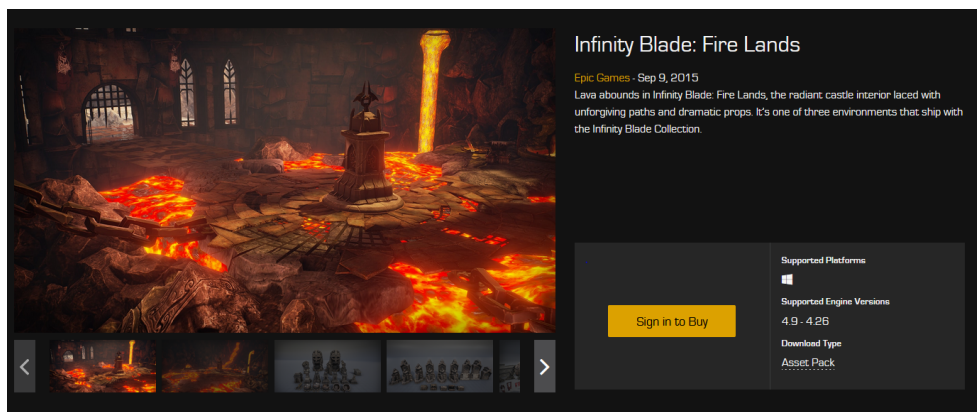 Infinity Blade: Fire Lands
Epic Games - Sep 9, 2015
Lava abounds in Infinity Blade: Fire Lands, the radiant castle interior laced with
unforgiving paths and dramatic props. It's one of three environments that ship with
the Infinity Blade Collection.
Sign in to Buy
Supported Platforms
Supported Engine Versions
4.9 - 4.26
Download Type
Asset Pack